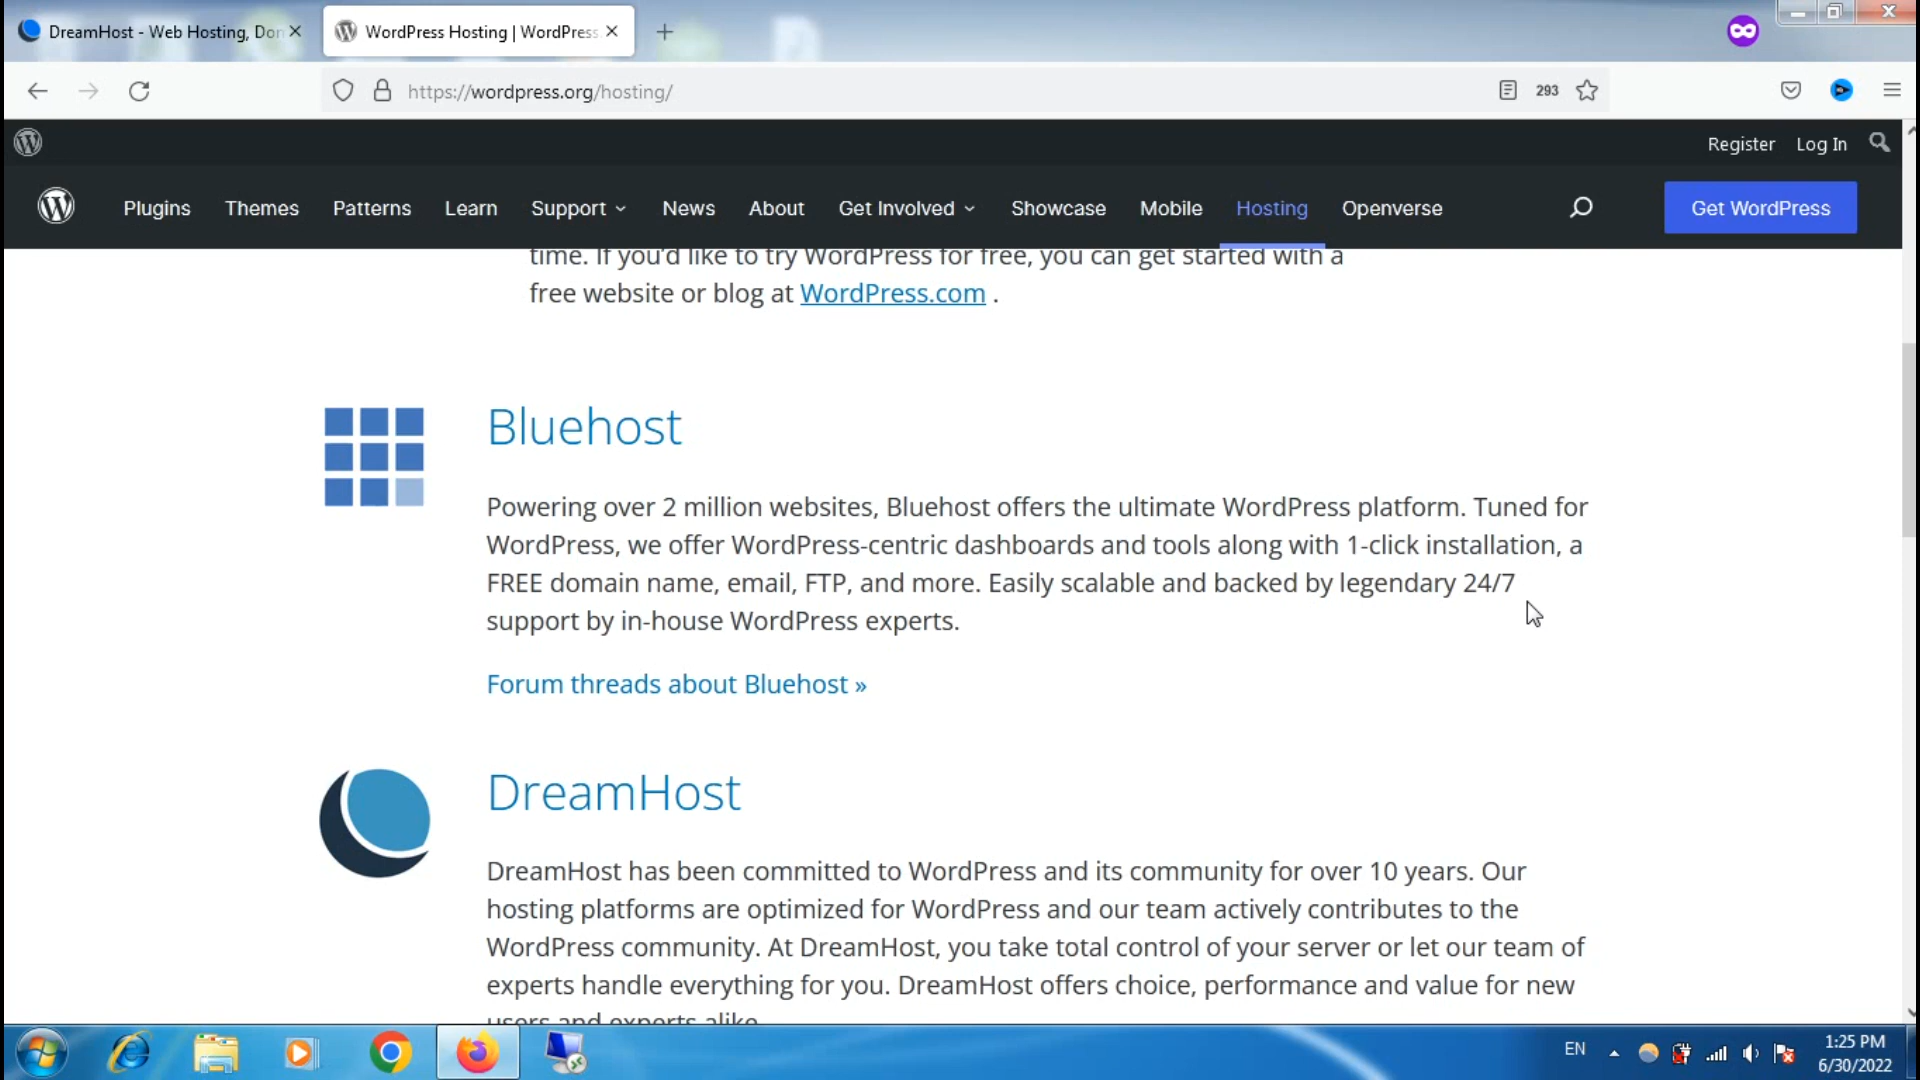 DreamHost - Web Hosting, Don
WordPress Hosting | WordPress.
https://wordpress.org/hosting/
293
Register Log In
Plugins Themes Patterns Learn Support News About Get Involved Showcase Mobile Hosting Openverse Get WordPress
time. If you'd like to try WordPress for free, you can get started with a
free website or blog at WordPress.com .
Bluehost
Powering over 2 million websites, Bluehost offers the ultimate WordPress platform. Tuned for
WordPress, we offer WordPress-centric dashboards and tools along with 1-click installation, a
FREE domain name, email, FTP, and more. Easily scalable and backed by legendary 24/7
support by in-house WordPress experts.
Forum threads about Bluehost »
DreamHost
DreamHost has been committed to WordPress and its community for over 10 years. Our
hosting platforms are optimized for WordPress and our team actively contributes to the
WordPress community. At DreamHost, you take total control of your server or let our team of
experts handle everything for you. DreamHost offers choice, performance and value for new
users and experts alike.
EN
1:25 PM
6/30/2022